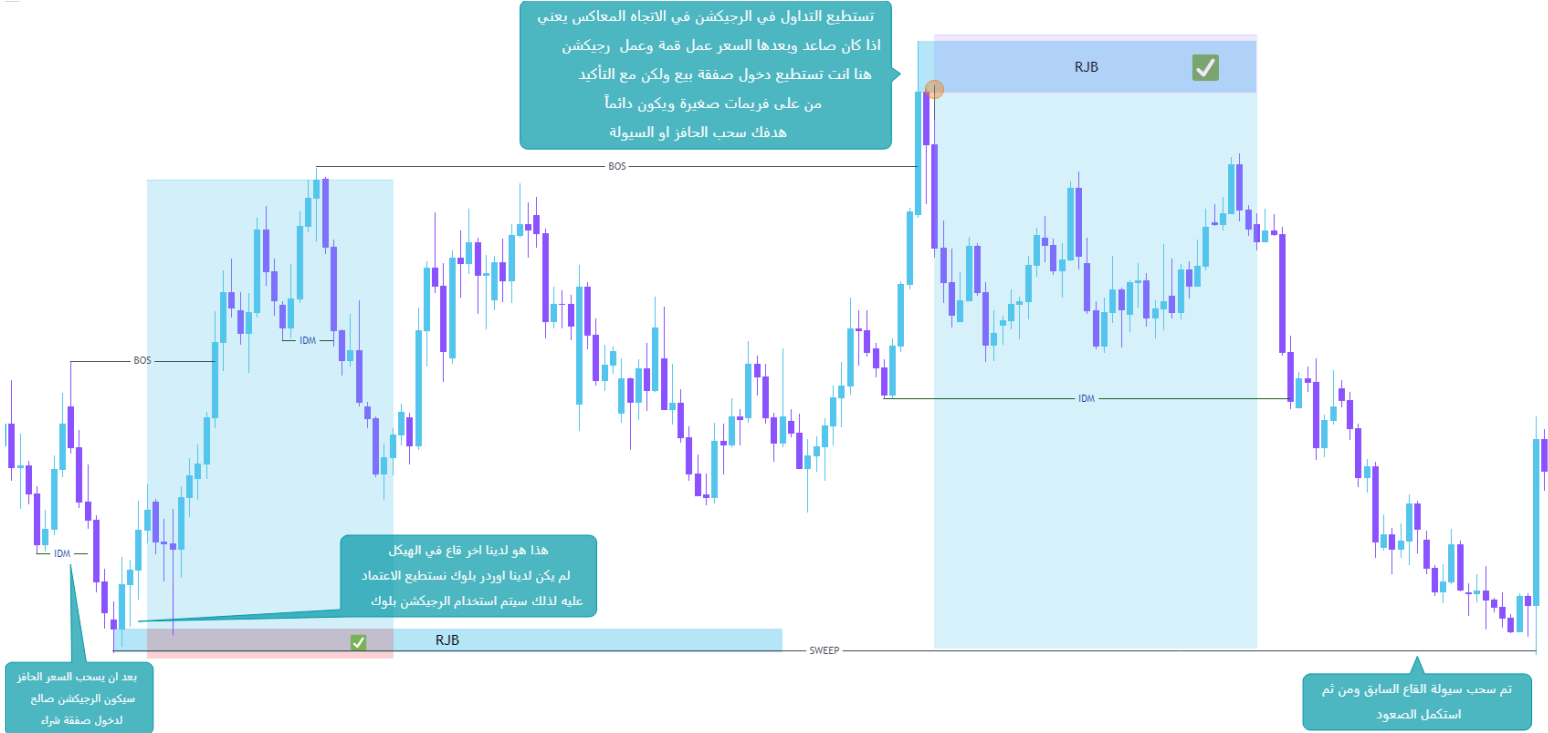 تستطيع التداول في الرجيكشن في الاتجاه المعاكس يعني
اذا كان صاعد وبعدها السعر عمل قمة وعمل رجيكشن
هنا انت تستطيع دخول صفقة بيع ولكن مع التأكيد
من على فريمات صغيرة ويكون دائماً
هدفك سحب الحافز او السيولة
RJB
BOS
BOS
IDM
IDM
IDM
هذا هو لدينا اخر قاع في الهيكل
لم يكن لدينا اوردر بلوك نستطيع الاعتماد
عليه لذلك سيتم استخدام الرجيكشن بلوك
RJB
SWEEP
بعد ان يسحب السعر الحافز
سيكون الرجيكشن صالح
لدخول صفقة شراء
تم سحب سيولة القاع السابق ومن ثم
استكمل الصعود